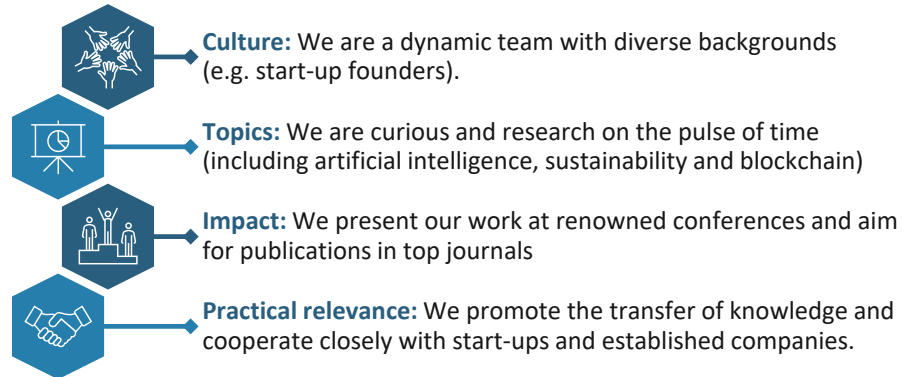 Culture: We are a dynamic team with diverse backgrounds
(e.g. start-up founders).
Topics: We are curious and research on the pulse of time
(including artificial intelligence, sustainability and blockchain)
Impact: We present our work at renowned conferences and aim
for publications in top journals
Practical relevance: We promote the transfer of knowledge and
cooperate closely with start-ups and established companies.